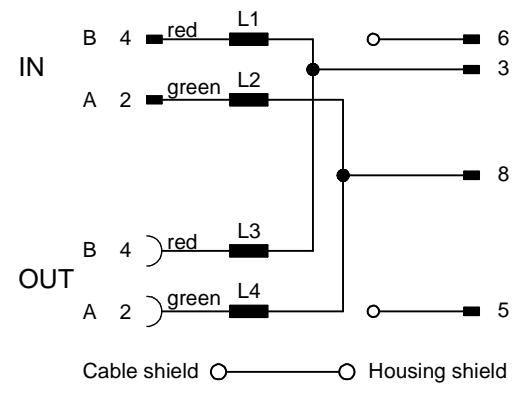 B 4 red L1 6
IN
3
A 2 green L2
8
B 4 red L3
OUT
A 2 green L4 5
Cable shield Housing shield